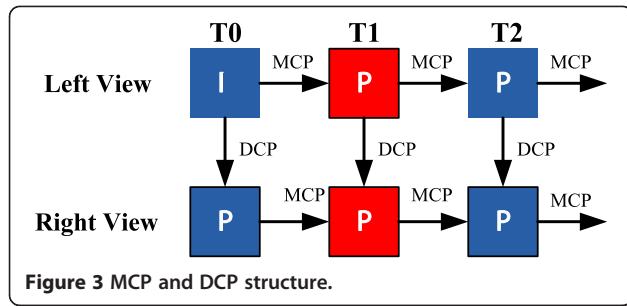 T0 T1 T2
Left View I MCP P MCP P MCP
DCP DCP DCP
Right View P MCP P MCP P MCP
Figure 3 MCP and DCP structure.